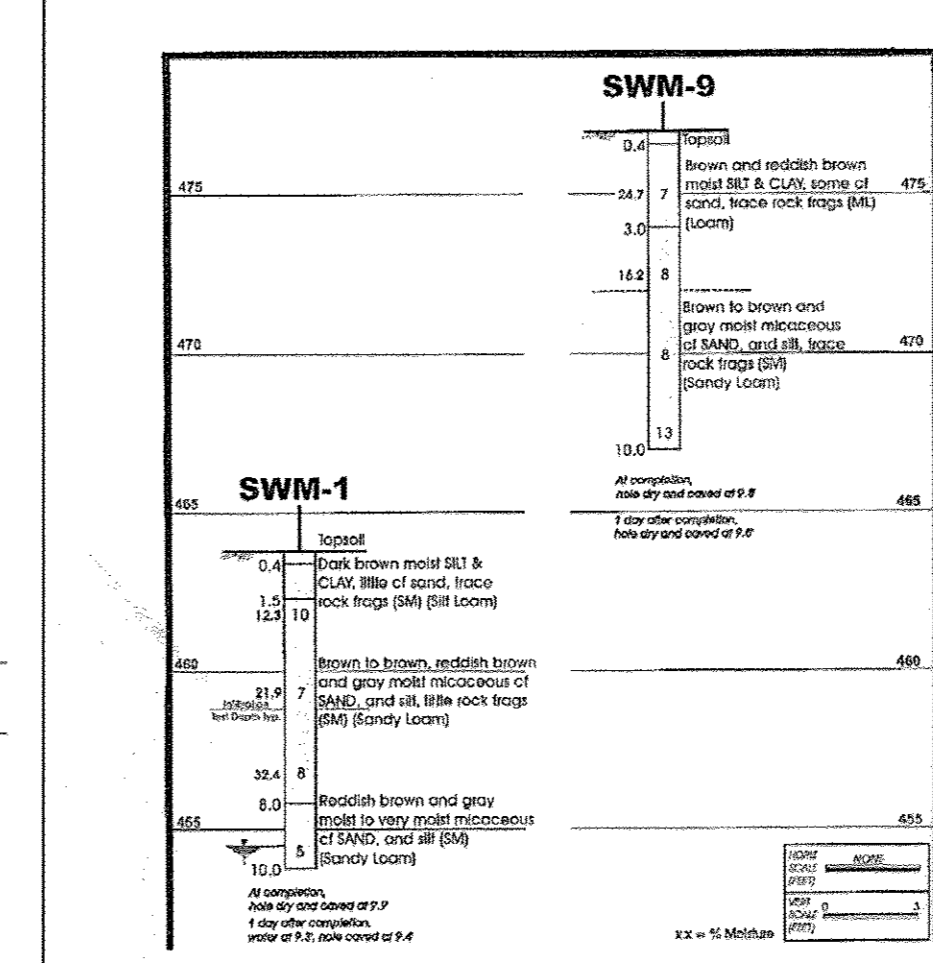 SWM-9
0.4
Topsoil
Brown and reddish brown
moist SILT & CLAY, some cf
sand, trace rock frags (ML)
(Loam)
475
24.7
7
475
3.0
16.2
8
Brown to brown and
gray moist micaceous
cf SAND, and silt, trace
rock frags (SM)
(Sandy Loam)
470
8
470
13
10.0
At completion,
hole dry and caved at
1 day after completion,
hole dry and caved at
465
465
SWM-1
Topsoil
0.4
Dark brown moist SILT &
CLAY, little cf sand, trace
rock frags (SM) (Silt Loam)
1.5
12.3
10
460
460
Brown to brown, reddish brown
and gray moist micaceous cf
SAND, and silt, little rock frags
(SM) (Sandy Loam)
21.9
7
Infiltration
Test Depth typ.
32.4
8
8.0
Reddish brown and gray
moist to very moist micaceous
cf SAND, and silt (SM)
(Sandy Loam)
455
455
5
10.0
At completion,
hole dry and caved at 9.9'
1 day after completion,
water at hole caved at
xx = % Moisture
HORIZ
SCALE
(FEET)
NONE
VERT
SCALE
(FEET)
0